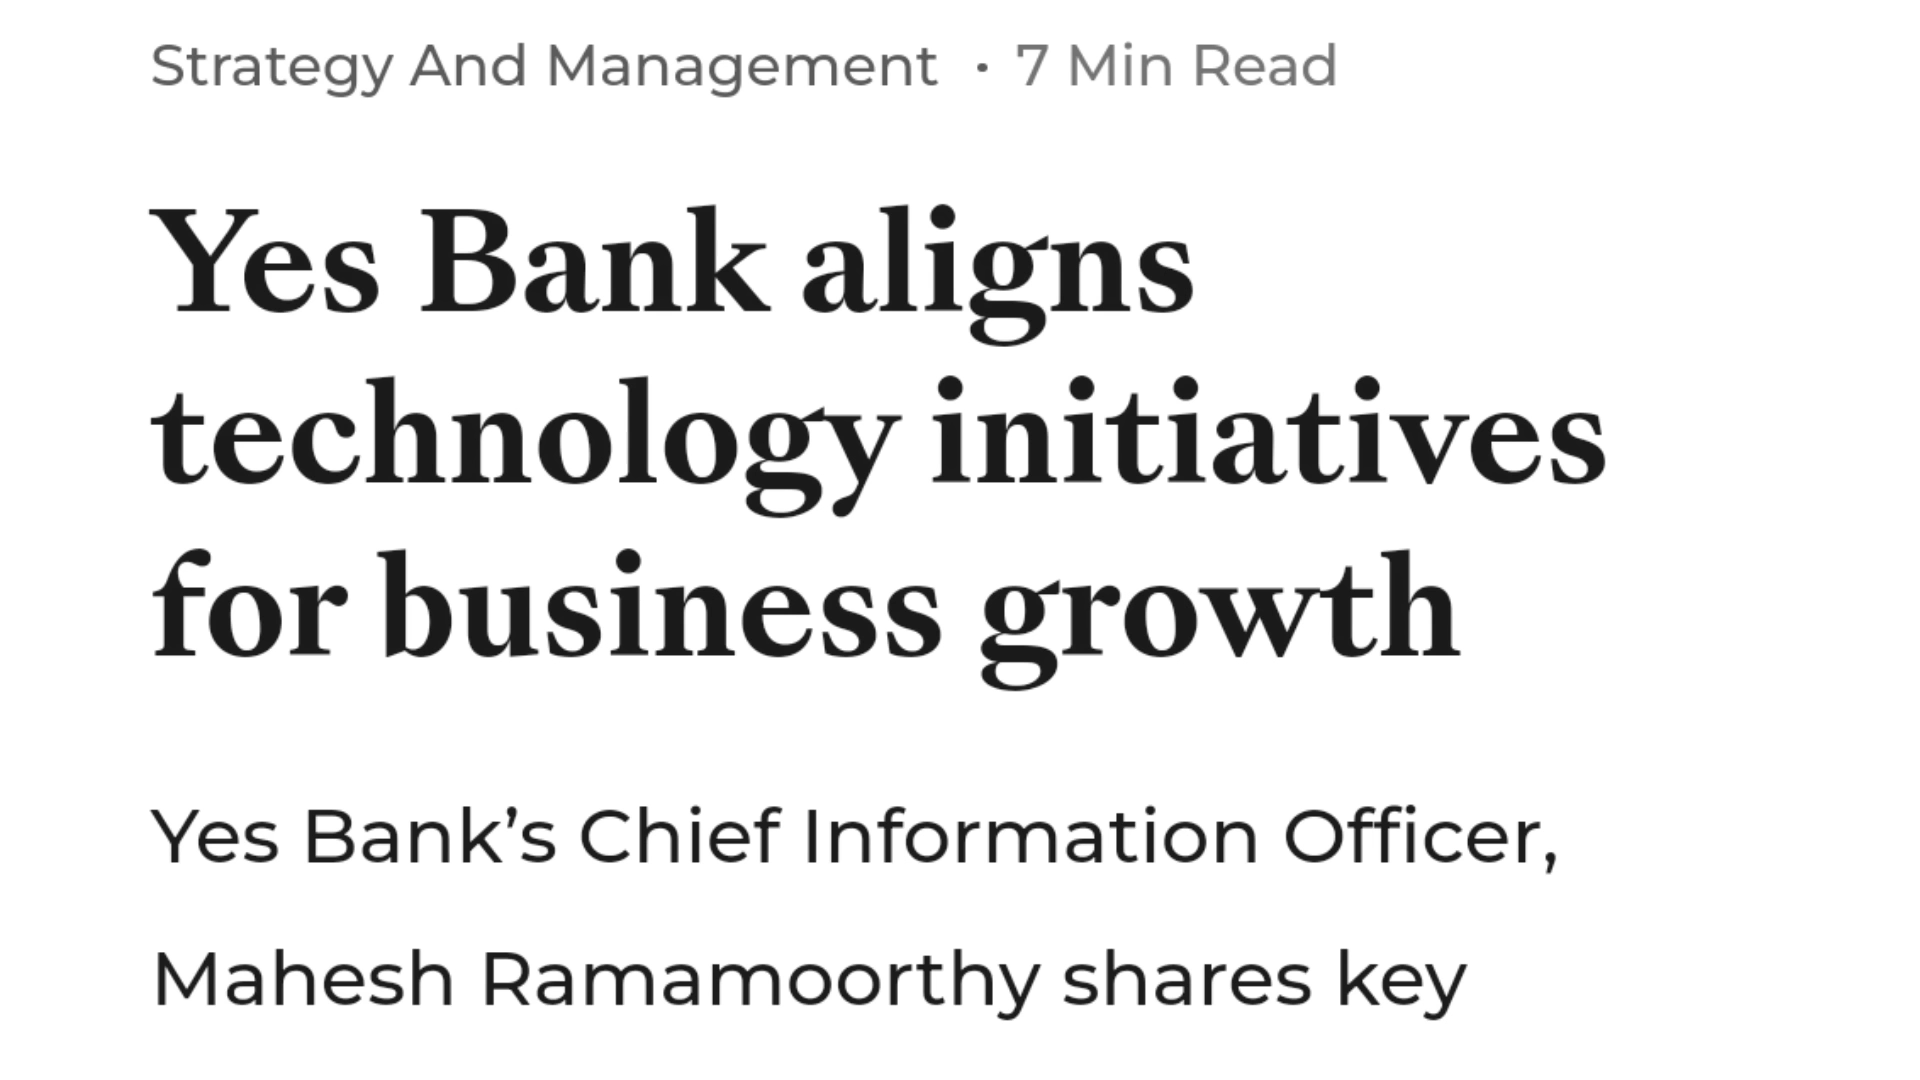 Strategy And Management • 7 Min Read
Yes Bank aligns
technology initiatives
for business growth
Yes Bank’s Chief Information Officer,
Mahesh Ramamoorthy shares key